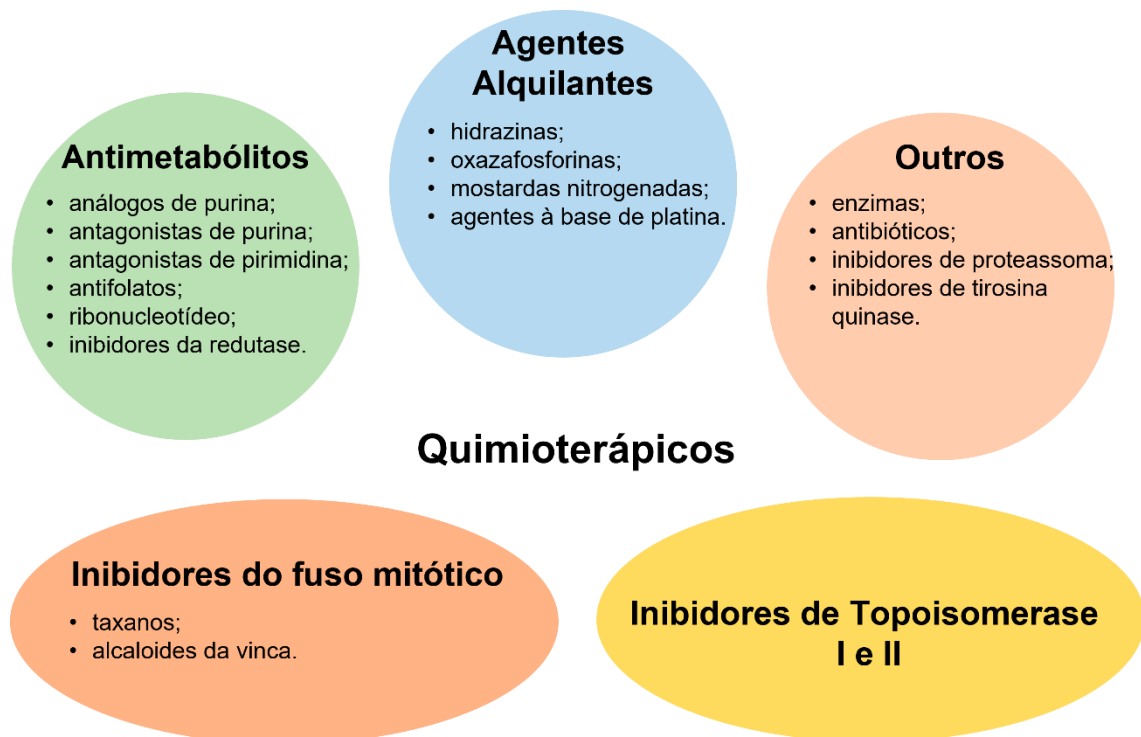 Agentes
Alquilantes
• hidrazinas;
• oxazafosforinas;
• mostardas nitrogenadas;
• agentes à base de platina.
Antimetabólitos
• análogos de purina;
• antagonistas de purina;
• antagonistas de pirimidina;
• antifolatos;
• ribonucleotídeo;
• inibidores da redutase.
Outros
• enzimas;
• antibióticos;
• inibidores de proteassoma;
• inibidores de tirosina
quinase.
Quimioterápicos
Inibidores do fuso mitótico
• taxanos;
• alcaloides da vinca.
Inibidores de Topoisomerase
I e II